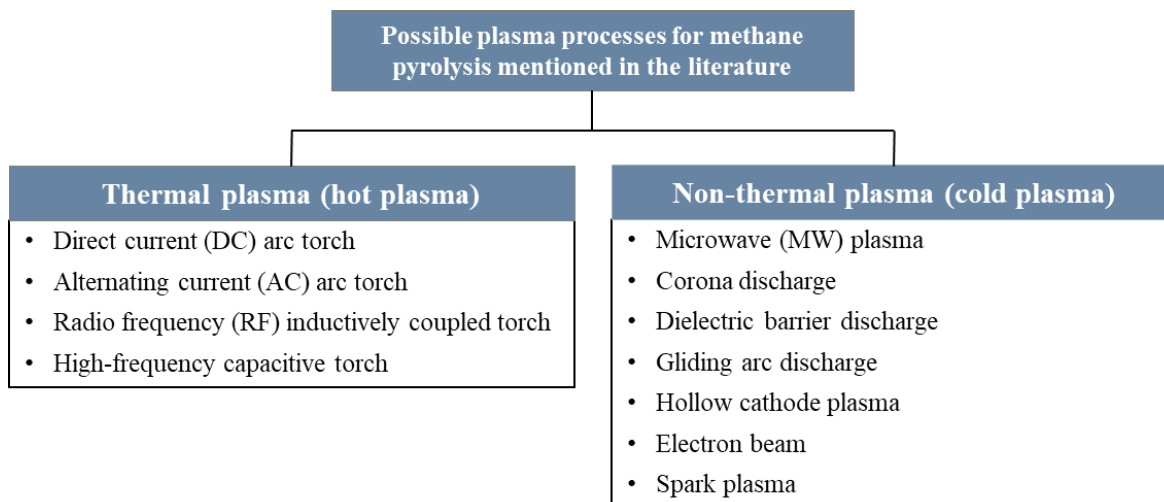 Possible plasma processes for methane
pyrolysis mentioned in the literature
Thermal plasma (hot plasma)
• Direct current (DC) arc torch
• Alternating current (AC) arc torch
• Radio frequency (RF) inductively coupled torch
• High-frequency capacitive torch
Non-thermal plasma (cold plasma)
• Microwave (MW) plasma
• Corona discharge
• Dielectric barrier discharge
• Gliding arc discharge
• Hollow cathode plasma
• Electron beam
• Spark plasma